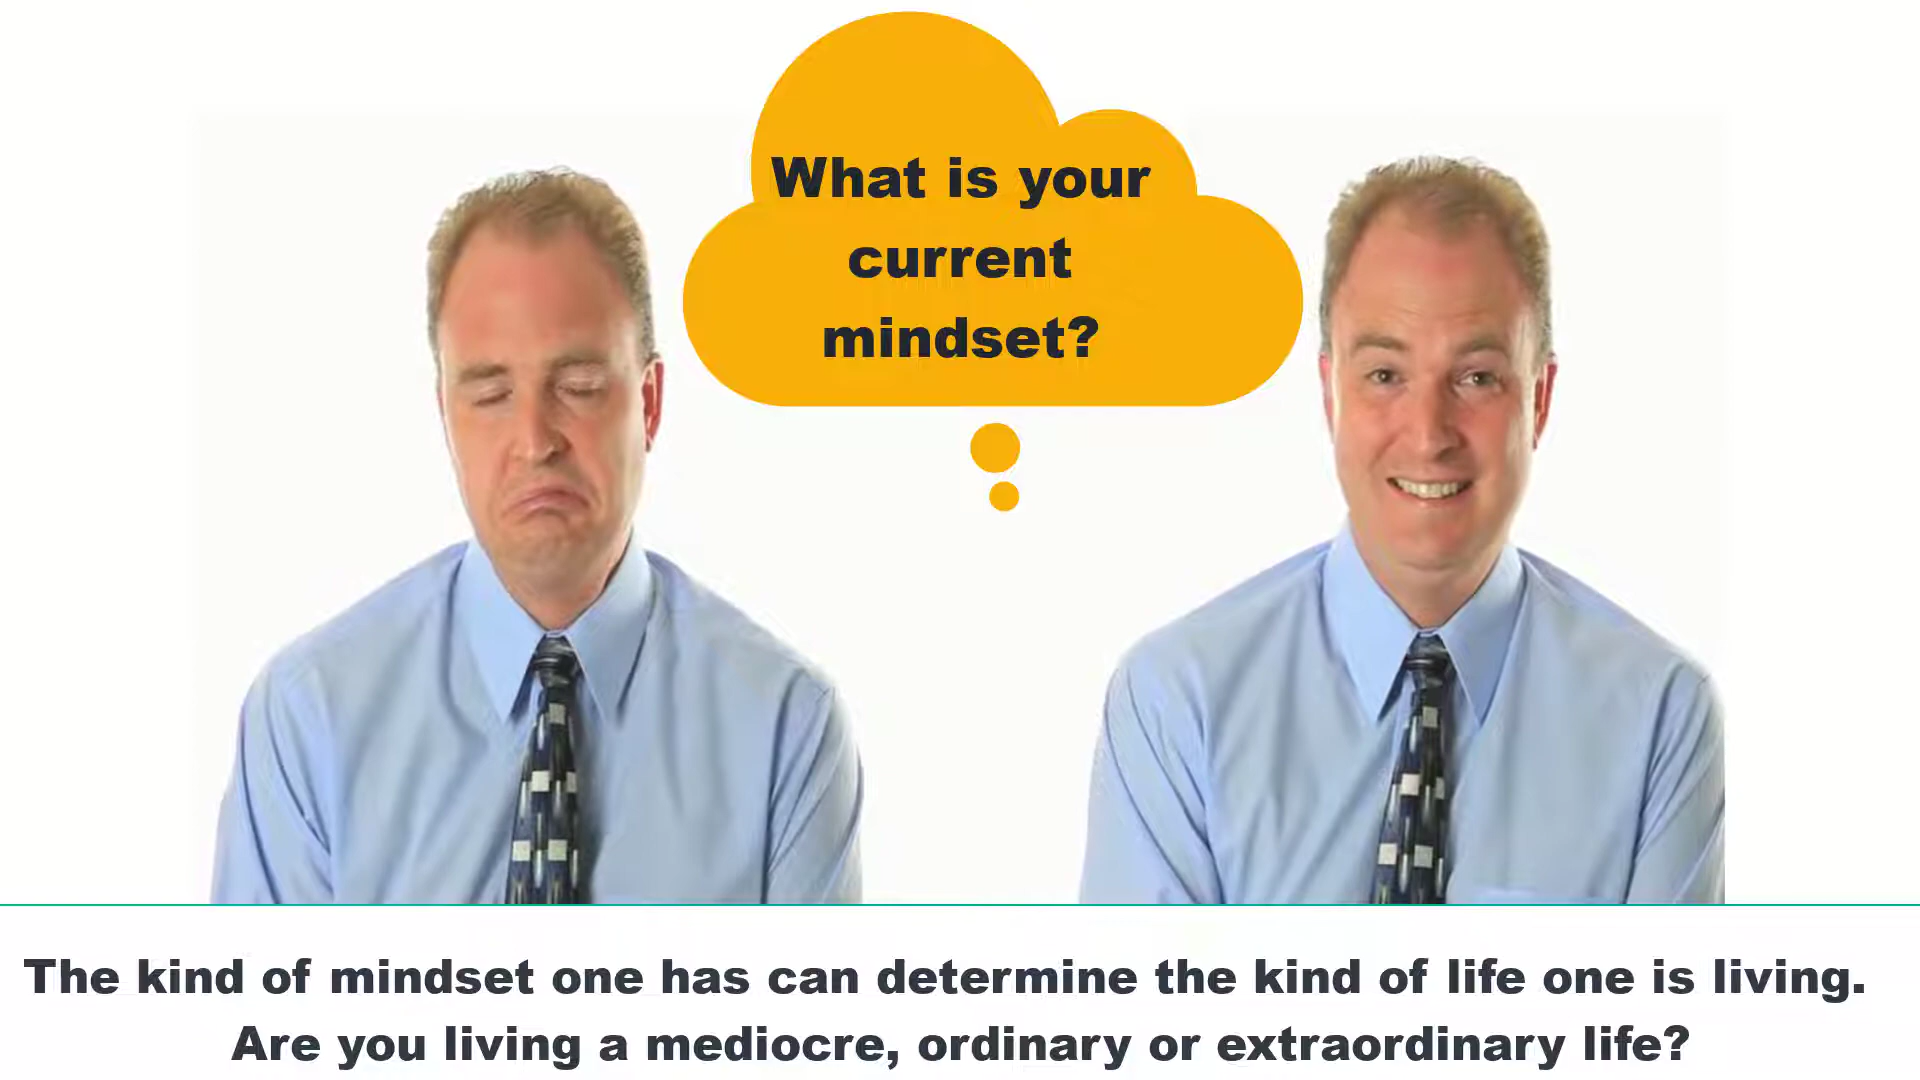 What is your
current
mindset?
The kind of mindset one has can determine the kind of life one is living.
Are you living a mediocre, ordinary or extraordinary life?